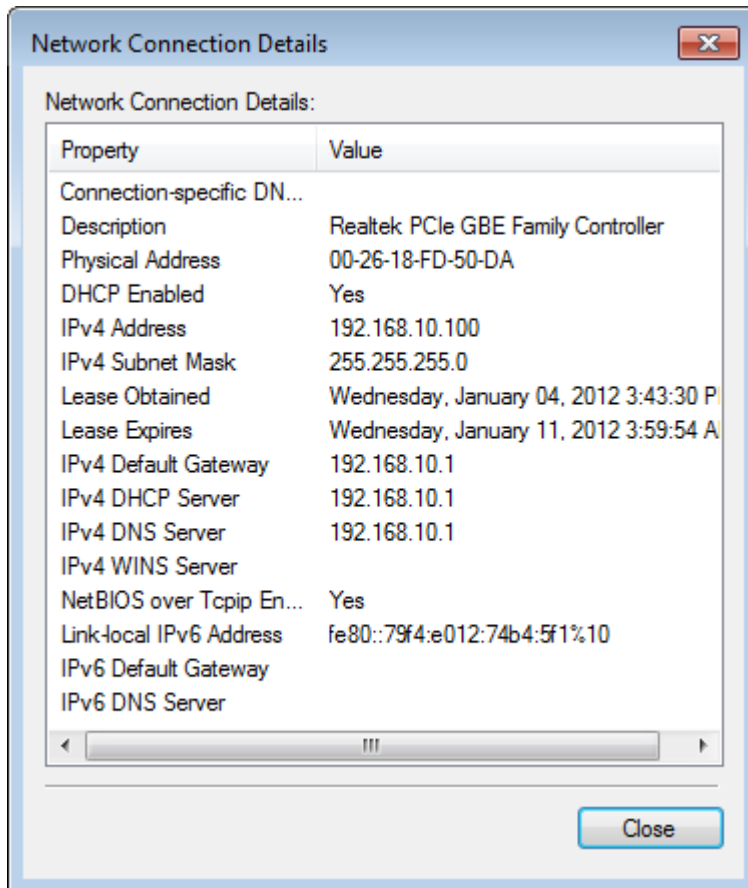 Network Connection Details
Network Connection Details:
Property Value
Connection-specific DN...
Description Realtek PCIe GBE Family Controller
Physical Address 00-26-18-FD-50-DA
DHCP Enabled Yes
IPv4 Address 192.168.10.100
IPv4 Subnet Mask 255.255.255.0
Lease Obtained Wednesday, January 04, 2012 3:43:30 P
Lease Expires Wednesday, January 11, 2012 3:59:54 A
IPv4 Default Gateway 192.168.10.1
IPv4 DHCP Server 192.168.10.1
IPv4 DNS Server 192.168.10.1
IPv4 WINS Server
NetBIOS over Tcpip En... Yes
Link-local IPv6 Address fe80::79f4:e012:74b4:5f1%10
IPv6 Default Gateway
IPv6 DNS Server
Close